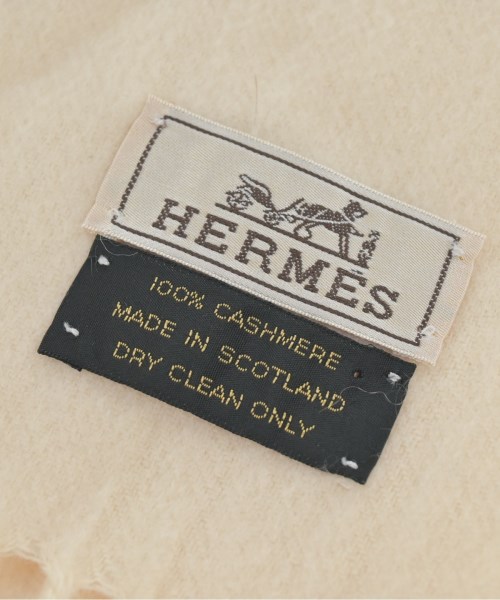 HERMÈS
100% CASHMERE
MADE IN SCOTLAND
DRY CLEAN ONLY